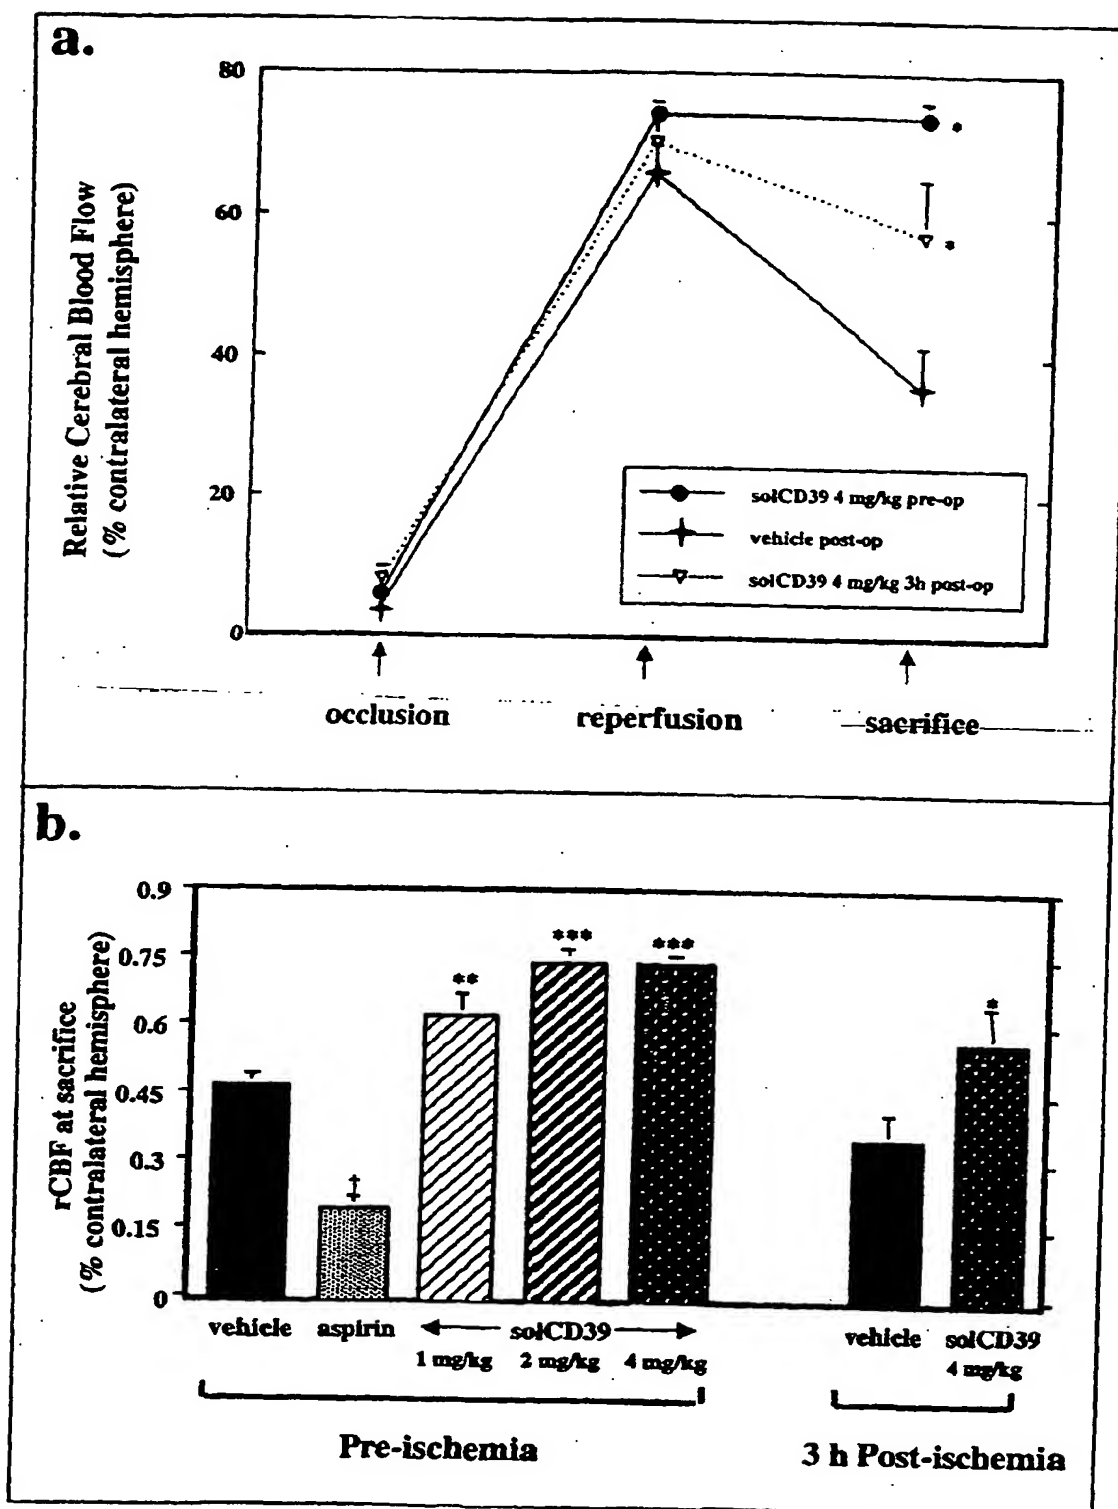 a.
80
60
40
20
0
Relative Cerebral Blood Flow
(% contralateral hemisphere)
*
*
solCD39 4 mg/kg pre-op
vehicle post-op
solCD39 4 mg/kg 3h post-op
occlusion reperfusion sacrifice
b.
0.9
0.75
0.6
0.45
0.3
0.15
0
rCBF at sacrifice
(% contralateral hemisphere)
‡ ** *** *** *
vehicle aspirin solCD39 vehicle solCD39
1 mg/kg 2 mg/kg 4 mg/kg 4 mg/kg
Pre-ischemia 3 h Post-ischemia